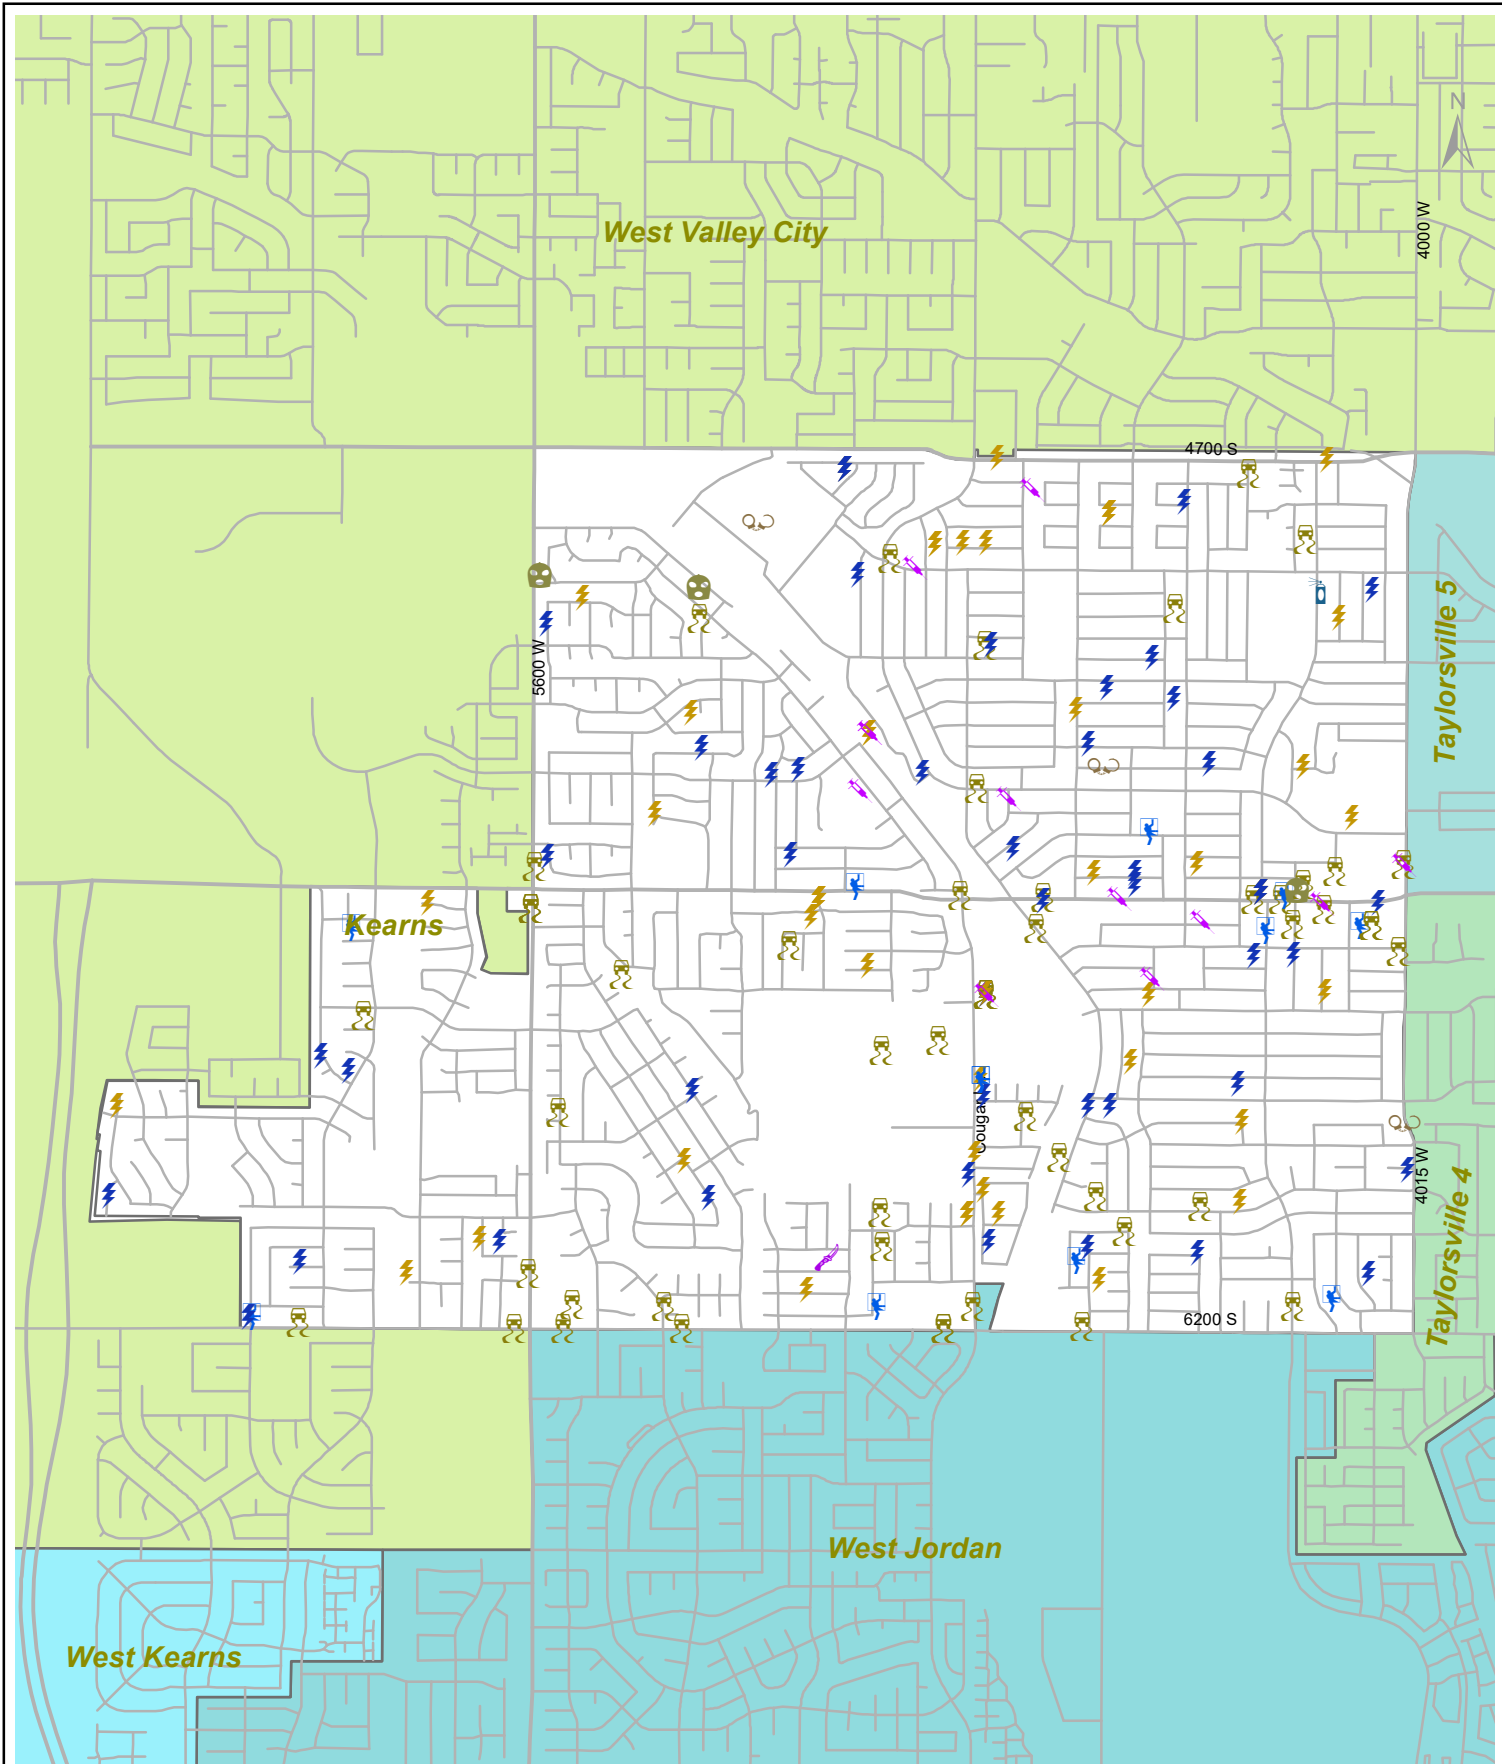 N
4000 W
West Valley City
4700 S
Taylorsville 5
5600 W
Kearns
Cougar
4015 W
Taylorsville 4
6200 S
West Jordan
West Kearns